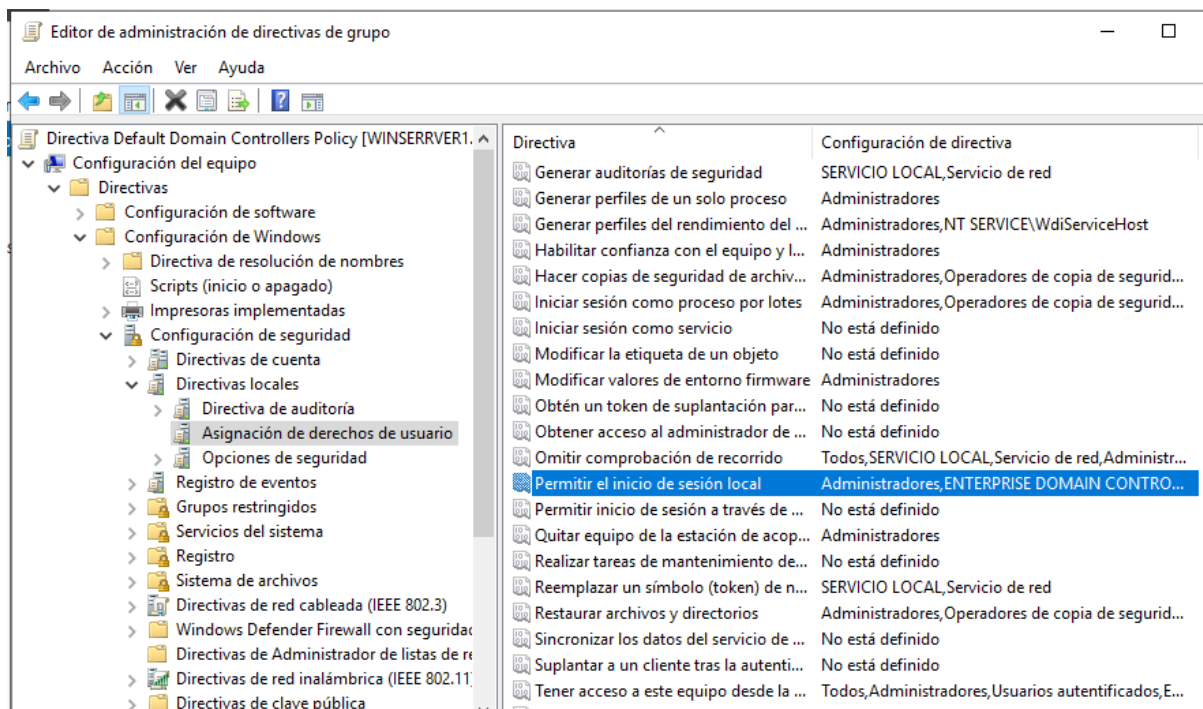 Editor de administración de directivas de grupo
Archivo Acción Ver Ayuda
Directiva Default Domain Controllers Policy [WINSERRVER1.
Configuración del equipo
Directivas
Configuración de software
Configuración de Windows
Directiva de resolución de nombres
Scripts (inicio o apagado)
Impresoras implementadas
Configuración de seguridad
Directivas de cuenta
Directivas locales
Directiva de auditoría
Asignación de derechos de usuario
Opciones de seguridad
Registro de eventos
Grupos restringidos
Servicios del sistema
Registro
Sistema de archivos
Directivas de red cableada (IEEE 802.3)
Windows Defender Firewall con seguridad
Directivas de Administrador de listas de re
Directivas de red inalámbrica (IEEE 802.11)
Directivas de clave pública
Directiva Configuración de directiva
Generar auditorías de seguridad SERVICIO LOCAL,Servicio de red
Generar perfiles de un solo proceso Administradores
Generar perfiles del rendimiento del ... Administradores,NT SERVICE\WdiServiceHost
Habilitar confianza con el equipo y l... Administradores
Hacer copias de seguridad de archiv... Administradores,Operadores de copia de segurid...
Iniciar sesión como proceso por lotes Administradores,Operadores de copia de segurid...
Iniciar sesión como servicio No está definido
Modificar la etiqueta de un objeto No está definido
Modificar valores de entorno firmware Administradores
Obtén un token de suplantación par... No está definido
Obtener acceso al administrador de ... No está definido
Omitir comprobación de recorrido Todos,SERVICIO LOCAL,Servicio de red,Administr...
Permitir el inicio de sesión local Administradores,ENTERPRISE DOMAIN CONTRO...
Permitir inicio de sesión a través de ... No está definido
Quitar equipo de la estación de acop... Administradores
Realizar tareas de mantenimiento de... No está definido
Reemplazar un símbolo (token) de n... SERVICIO LOCAL,Servicio de red
Restaurar archivos y directorios Administradores,Operadores de copia de segurid...
Sincronizar los datos del servicio de ... No está definido
Suplantar a un cliente tras la autenti... No está definido
Tener acceso a este equipo desde la ... Todos,Administradores,Usuarios autentificados,E...